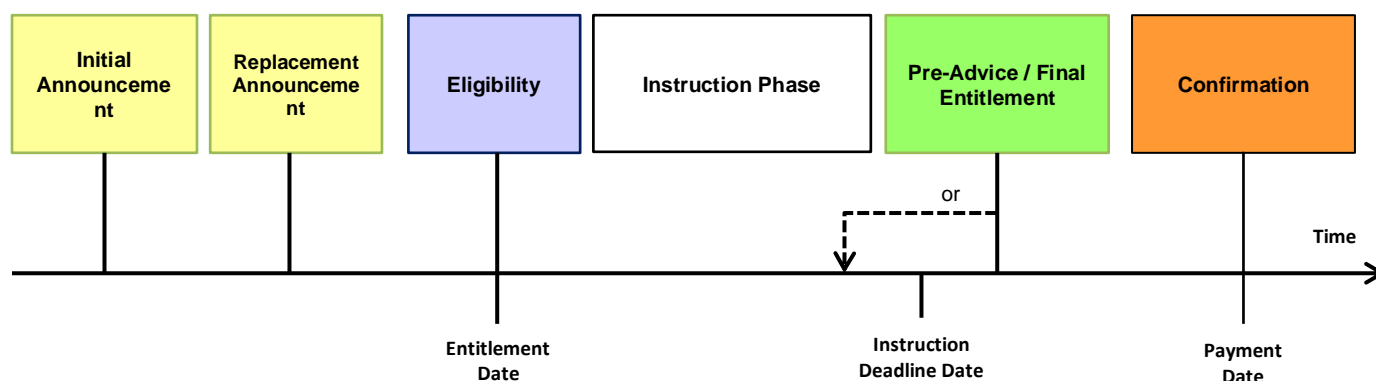 Initial
Announceme
nt
Replacement
Announceme
nt
Eligibility
Instruction Phase
Pre-Advice / Final
Entitlement
Confirmation
or
Time
Entitlement
Date
Instruction
Deadline Date
Payment
Date